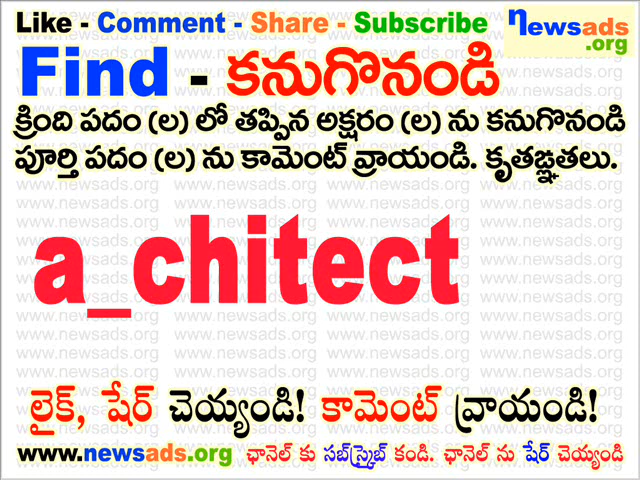 Like - Comment - Share - Subscribe
newsads
.org
Find - కనుగొనండి
క్రింది పదం (ల) లో తప్పిన అక్షరం (ల) ను కనుగొనండి
పూర్తి పదం (ల) ను కామెంట్ వ్రాయండి. కృతఙ్ఞతలు.
a_chitect
లైక్, షేర్ చెయ్యండి! కామెంట్ వ్రాయండి!
www.newsads.org ఛానెల్ కు సబ్‌స్క్రైబ్ కండి. ఛానెల్ ను షేర్ చెయ్యండి